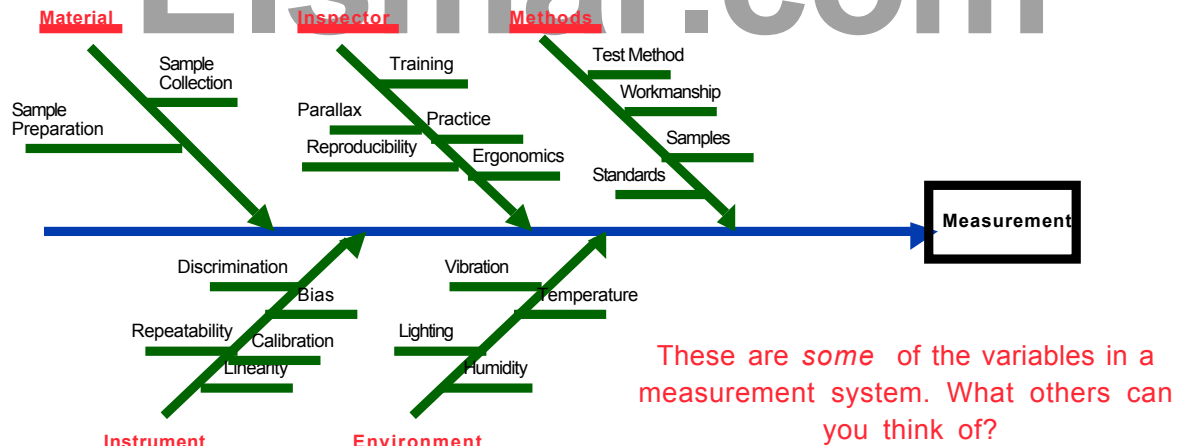 Elsmar.com
Material
Inspector
Methods
Sample
Collection
Sample
Preparation
Training
Parallax
Practice
Reproducibility
Ergonomics
Test Method
Workmanship
Samples
Standards
Measurement
Discrimination
Bias
Repeatability
Calibration
Linearity
Vibration
Temperature
Lighting
Humidity
Instrument
Environment
These are some of the variables in a
measurement system. What others can
you think of?